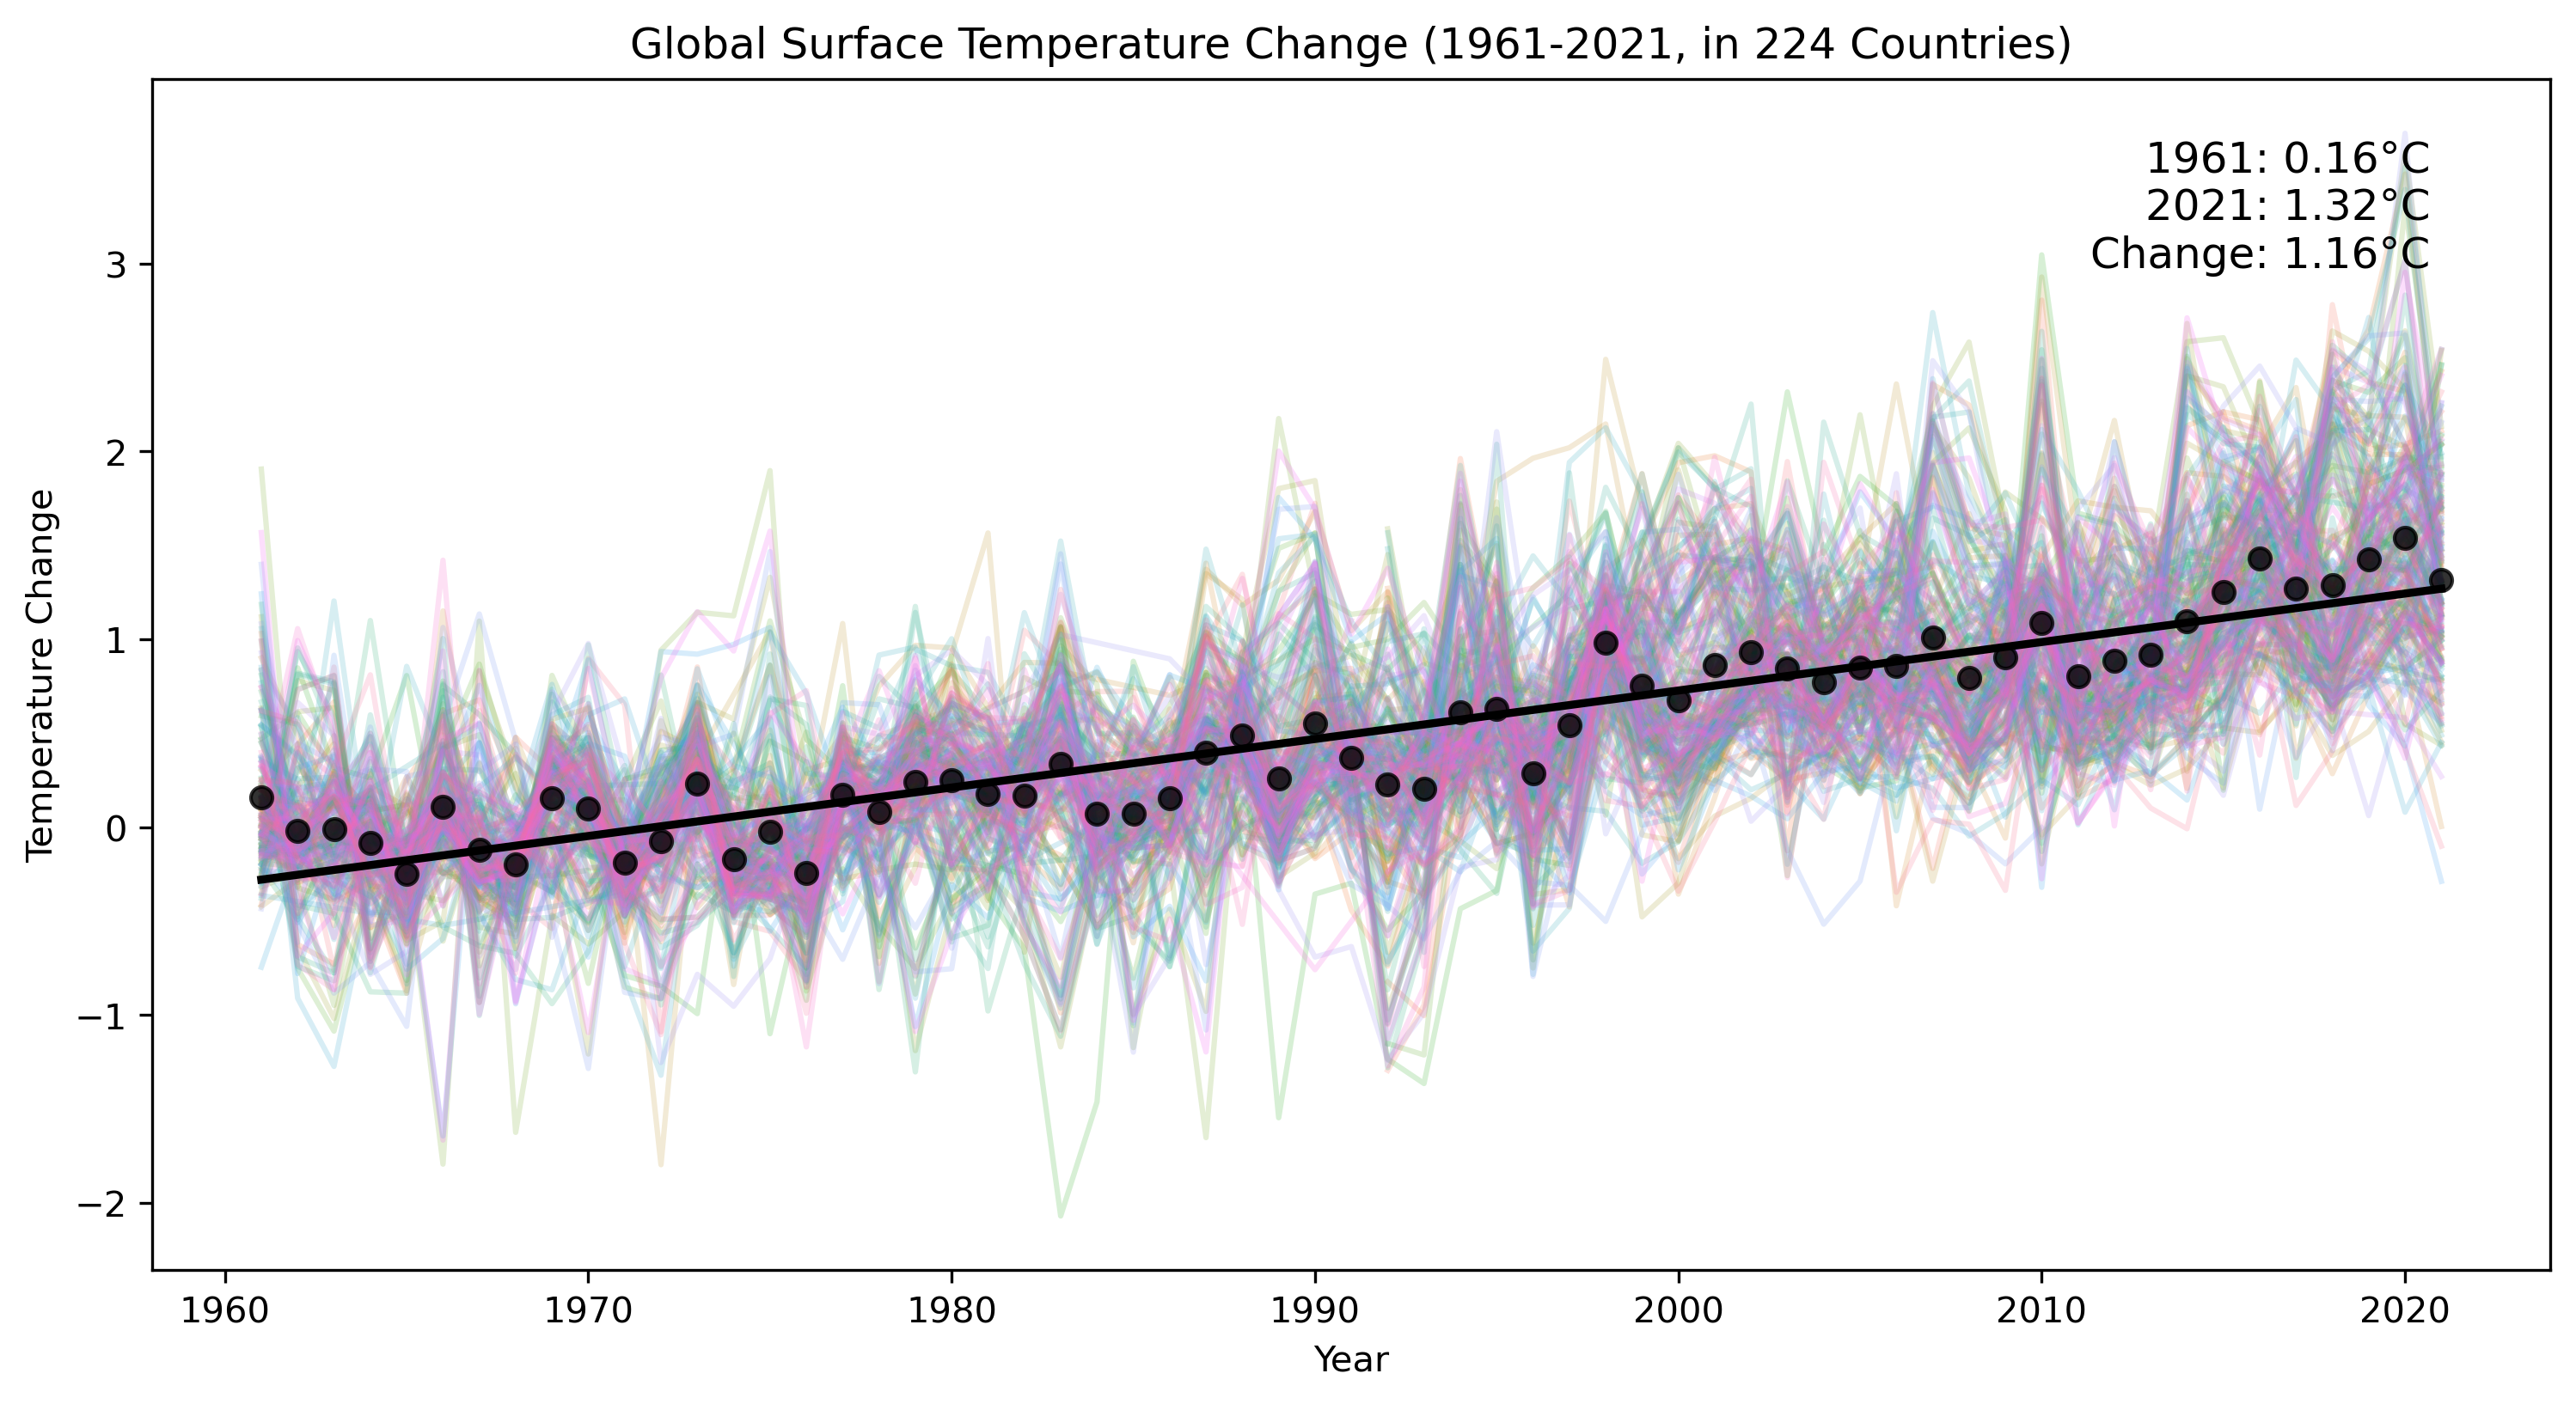 Global Surface Temperature Change (1961-2021, in 224 Countries)
1961: 0.16°C
2021: 1.32°C
Change: 1.16°C
Temperature Change
3
2
1
0
−1
−2
1960 1970 1980 1990 2000 2010 2020
Year